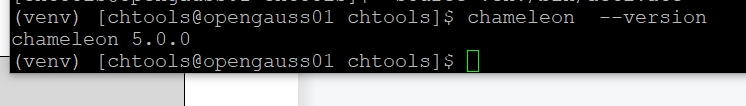 (venv) [chtools@opengauss01 chtools]$ chameleon  --version
chameleon 5.0.0
(venv) [chtools@opengauss01 chtools]$